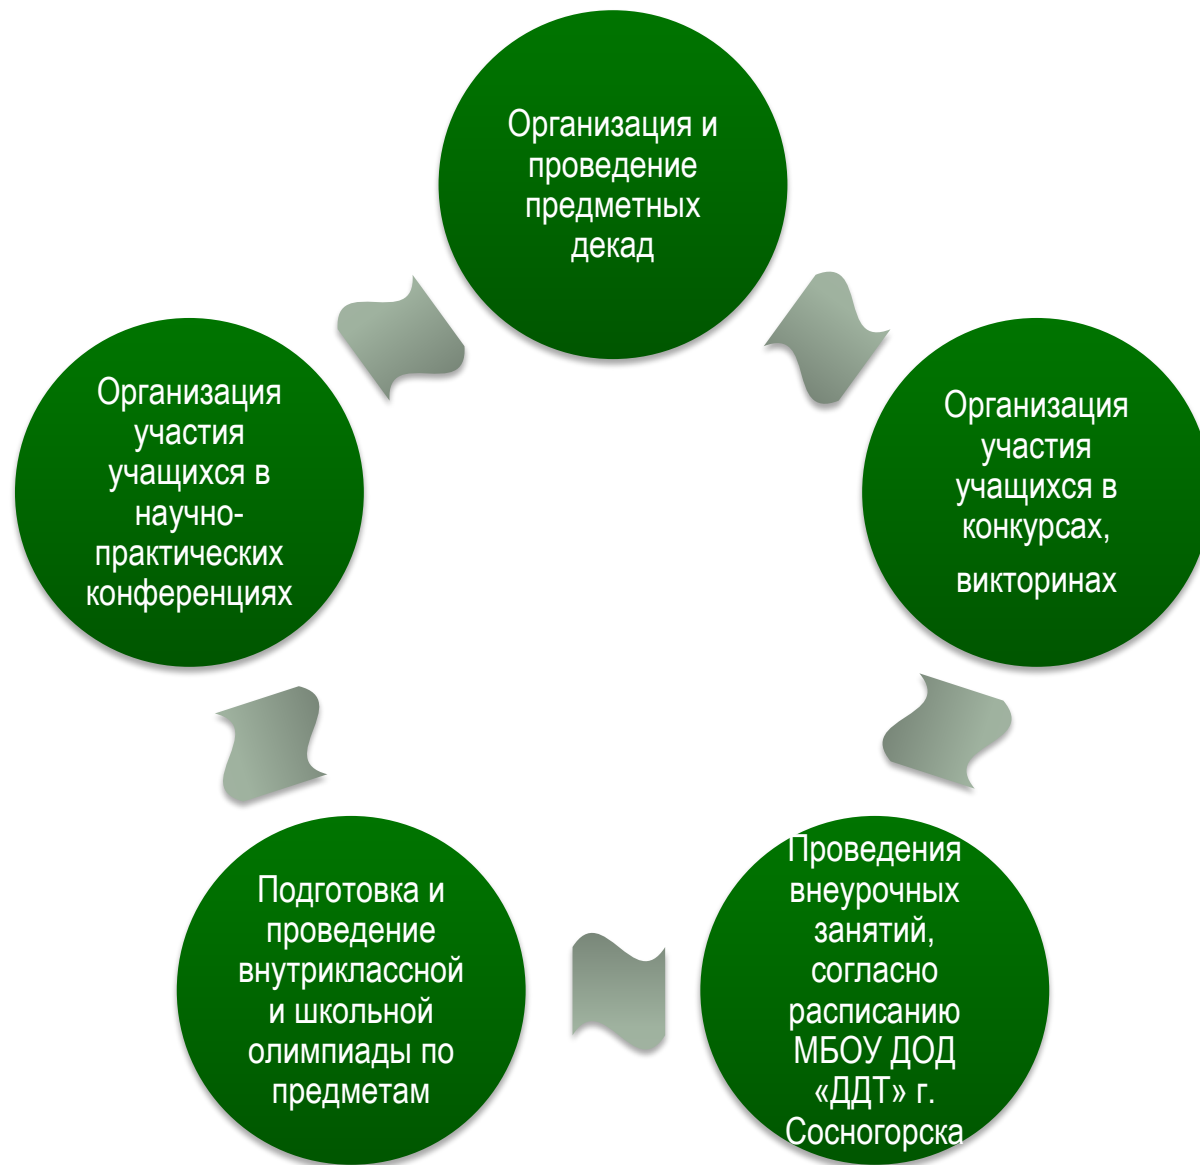 Организация и
проведение
предметных
декад
Организация
участия
учащихся в
конкурсах,
викторинах
Проведения
внеурочных
занятий,
согласно
расписанию
МБОУ ДОД
«ДДТ» г.
Сосногорска
Подготовка и
проведение
внутриклассной
и школьной
олимпиады по
предметам
Организация
участия
учащихся в
научно-
практических
конференциях